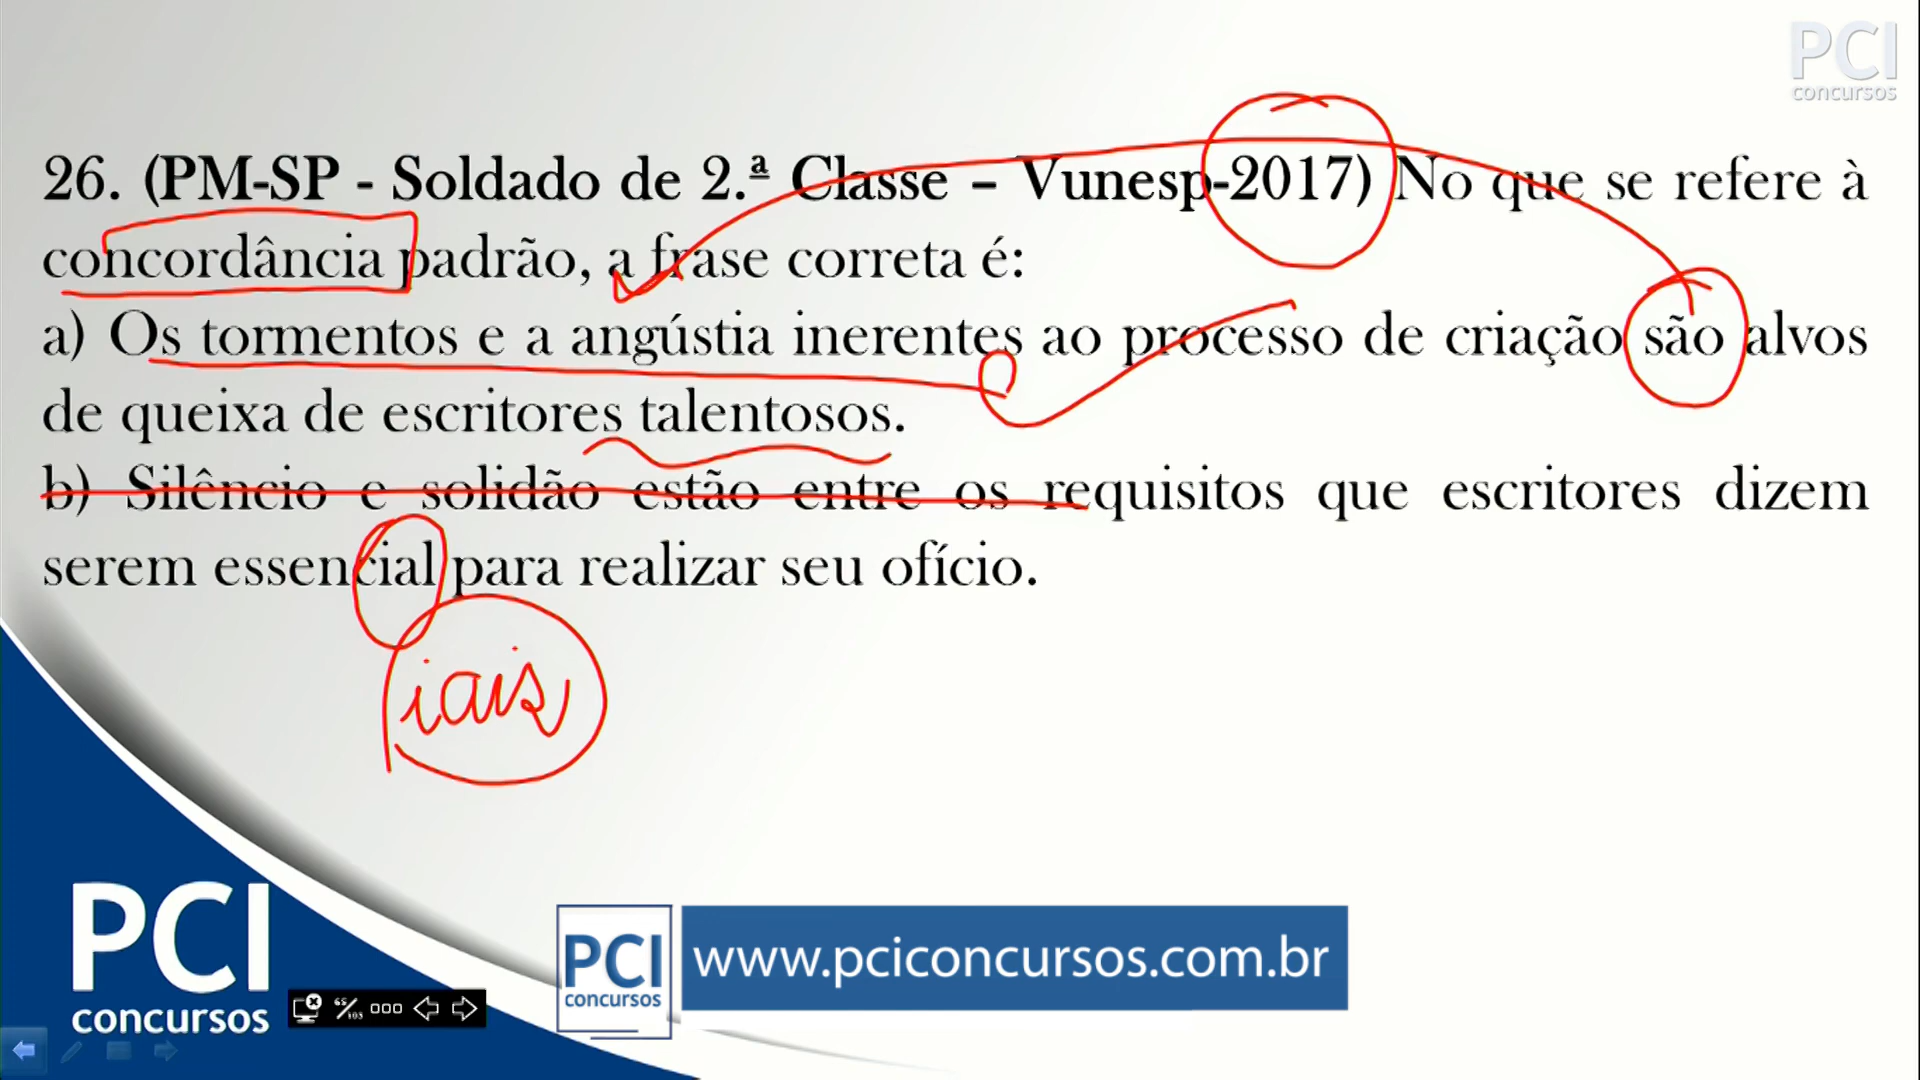 PCI
concursos
26. (PM-SP - Soldado de 2.ª Classe – Vunesp-2017) No que se refere à
concordância padrão, a frase correta é:
a) Os tormentos e a angústia inerentes ao processo de criação são alvos
de queixa de escritores talentosos.
b) Silêncio e solidão estão entre os requisitos que escritores dizem
serem essencial para realizar seu ofício.
iais
PCI
concursos
65/103
PCI
concursos
www.pciconcursos.com.br